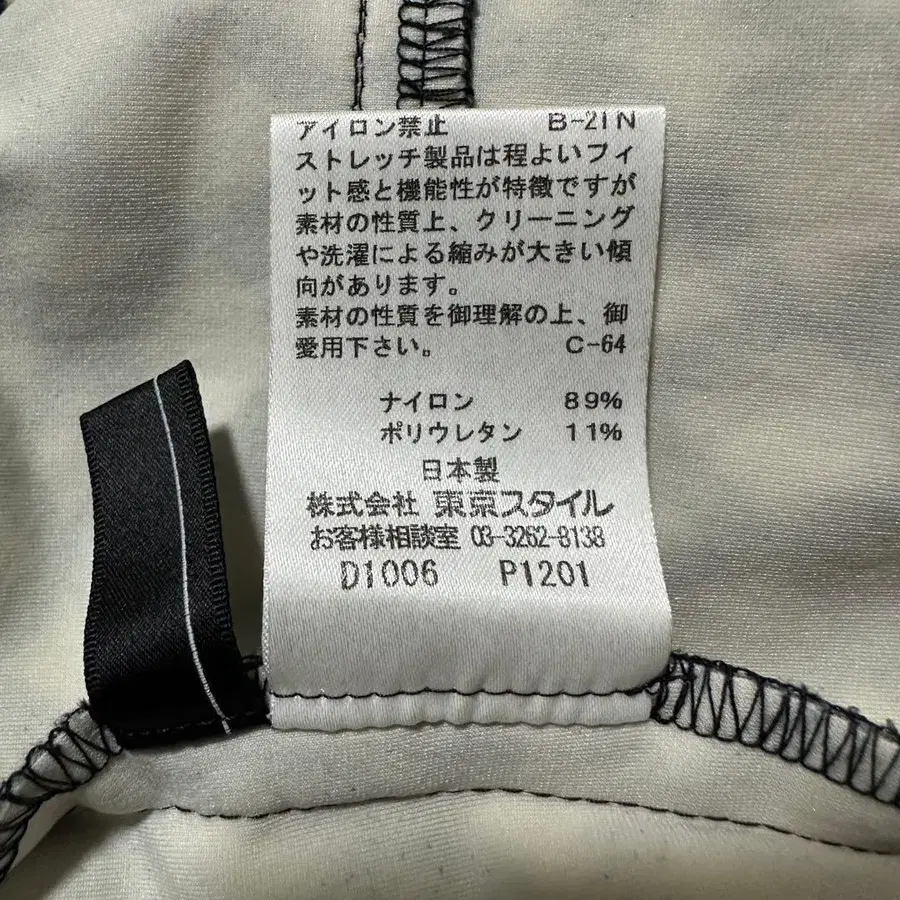 アイロン禁止 B-21N
ストレッチ製品は程よいフィ
ット感と機能性が特徴ですが
素材の性質上、クリーニング
や洗濯による縮みが大きい傾
向があります。
素材の性質を御理解の上、御
愛用下さい。 C-64
ナイロン 89%
ポリウレタン 11%
日本製
株式会社 東京スタイル
お客様相談室 03-3262-8138
D1006 P1201